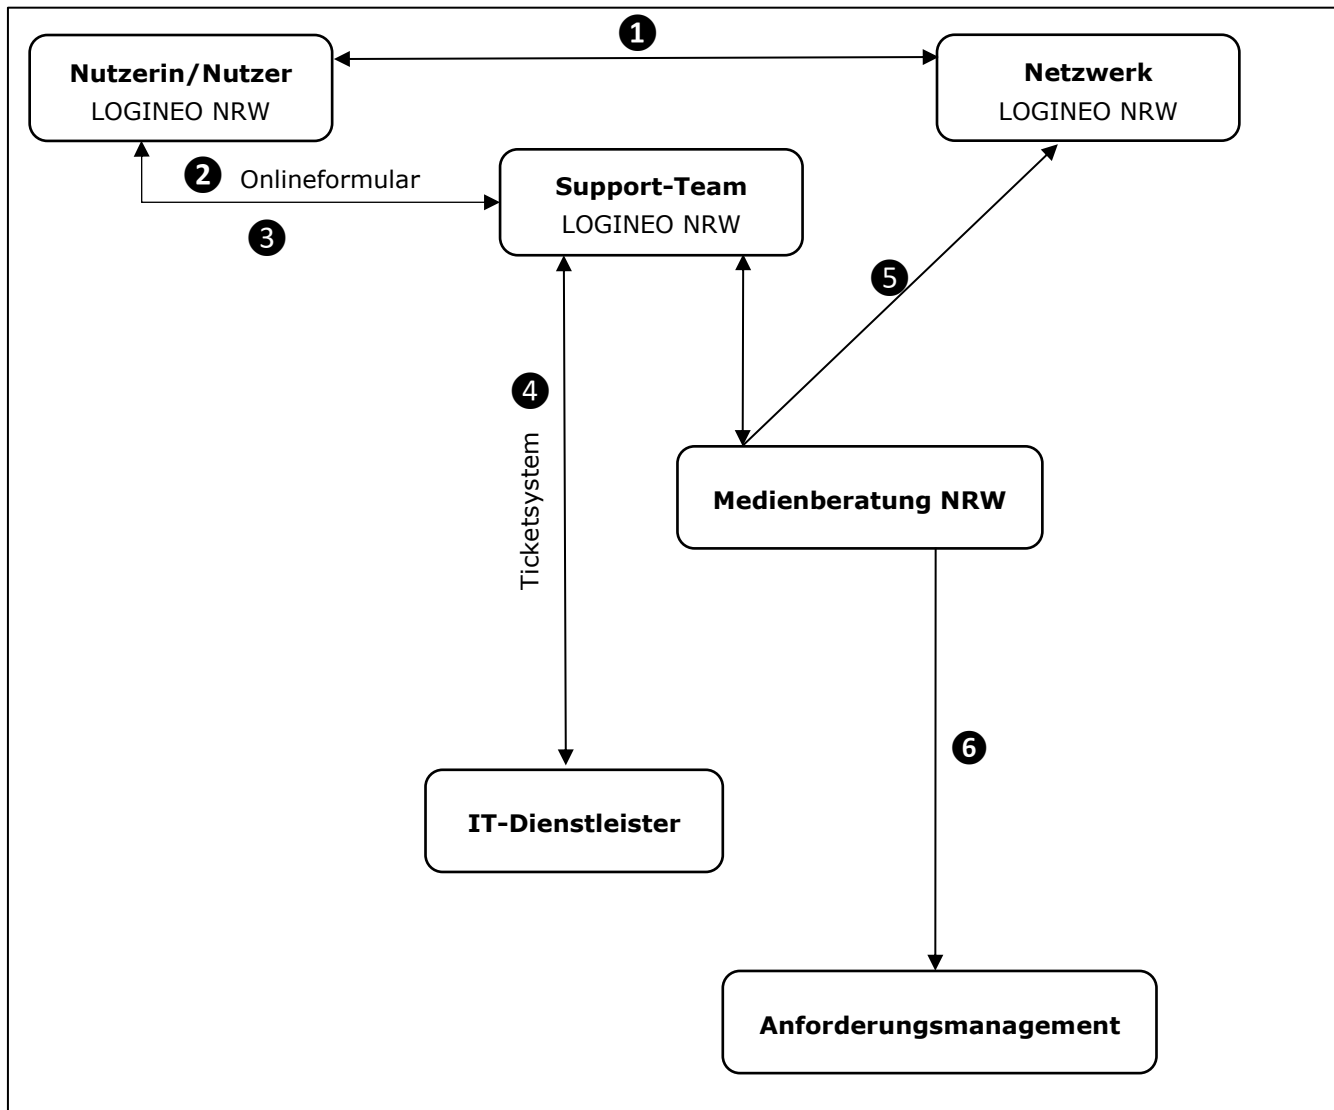 ❶
Nutzerin/Nutzer
LOGINEO NRW
Netzwerk
LOGINEO NRW
❷ Onlineformular
❸
Support-Team
LOGINEO NRW
❺
❹
Ticketsystem
Medienberatung NRW
❻
IT-Dienstleister
Anforderungsmanagement